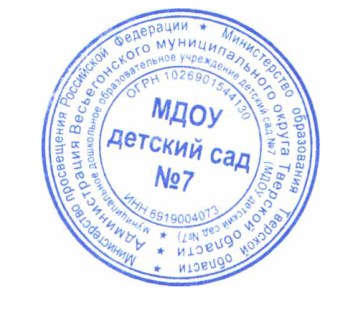 Министерство просвещения Российской Федерации ★ Министерство образования Тверской области ★
Администрация Весьегонского муниципального округа Тверской области ★
муниципальное дошкольное образовательное учреждение детский сад №7 (МДОУ детский сад №7) ★
ОГРН 1026901544130
ИНН 6919004073
МДОУ
детский сад
№7